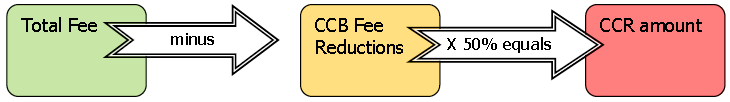 Total Fee
minus
CCB Fee
Reductions
X 50% equals
CCR amount